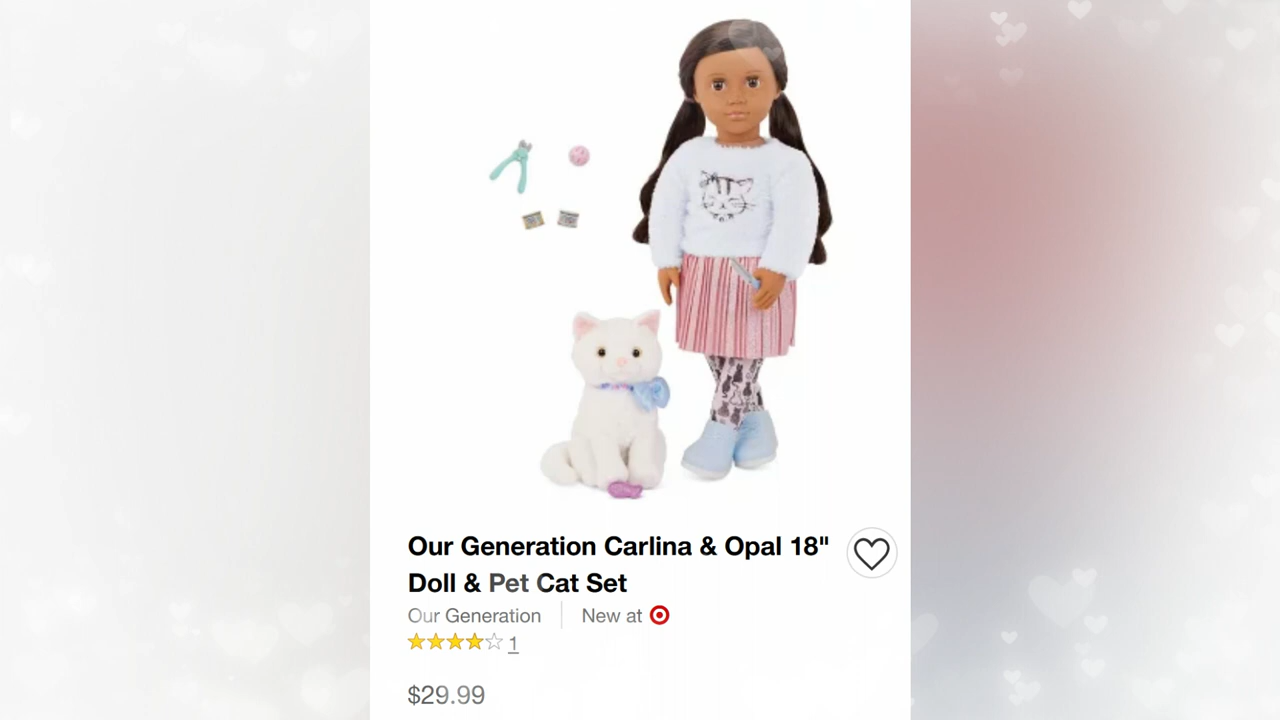 Our Generation Carlina & Opal 18"
Doll & Pet Cat Set
Our Generation New at
1
$29.99